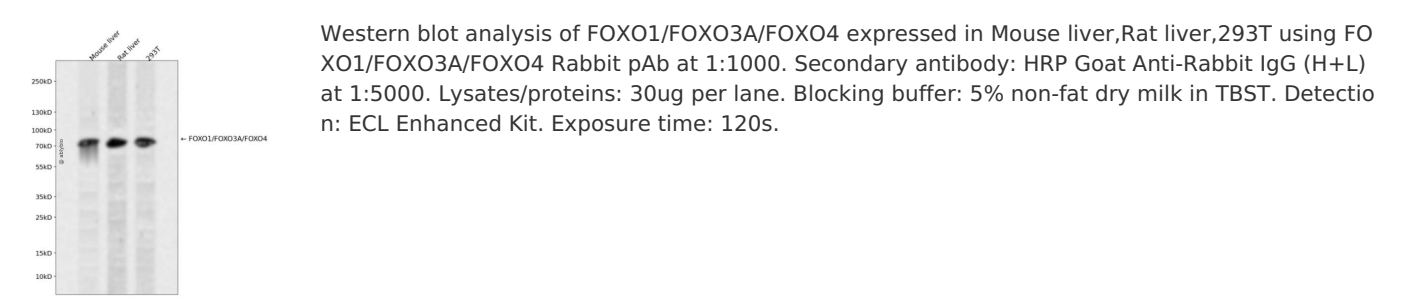 Mouse liver
Rat liver
293T
250kD
130kD
100kD
70kD
55kD
35kD
25kD
15kD
10kD
← FOXO1/FOXO3A/FOXO4
Western blot analysis of FOXO1/FOXO3A/FOXO4 expressed in Mouse liver,Rat liver,293T using FO
XO1/FOXO3A/FOXO4 Rabbit pAb at 1:1000. Secondary antibody: HRP Goat Anti-Rabbit IgG (H+L)
at 1:5000. Lysates/proteins: 30ug per lane. Blocking buffer: 5% non-fat dry milk in TBST. Detectio
n: ECL Enhanced Kit. Exposure time: 120s.